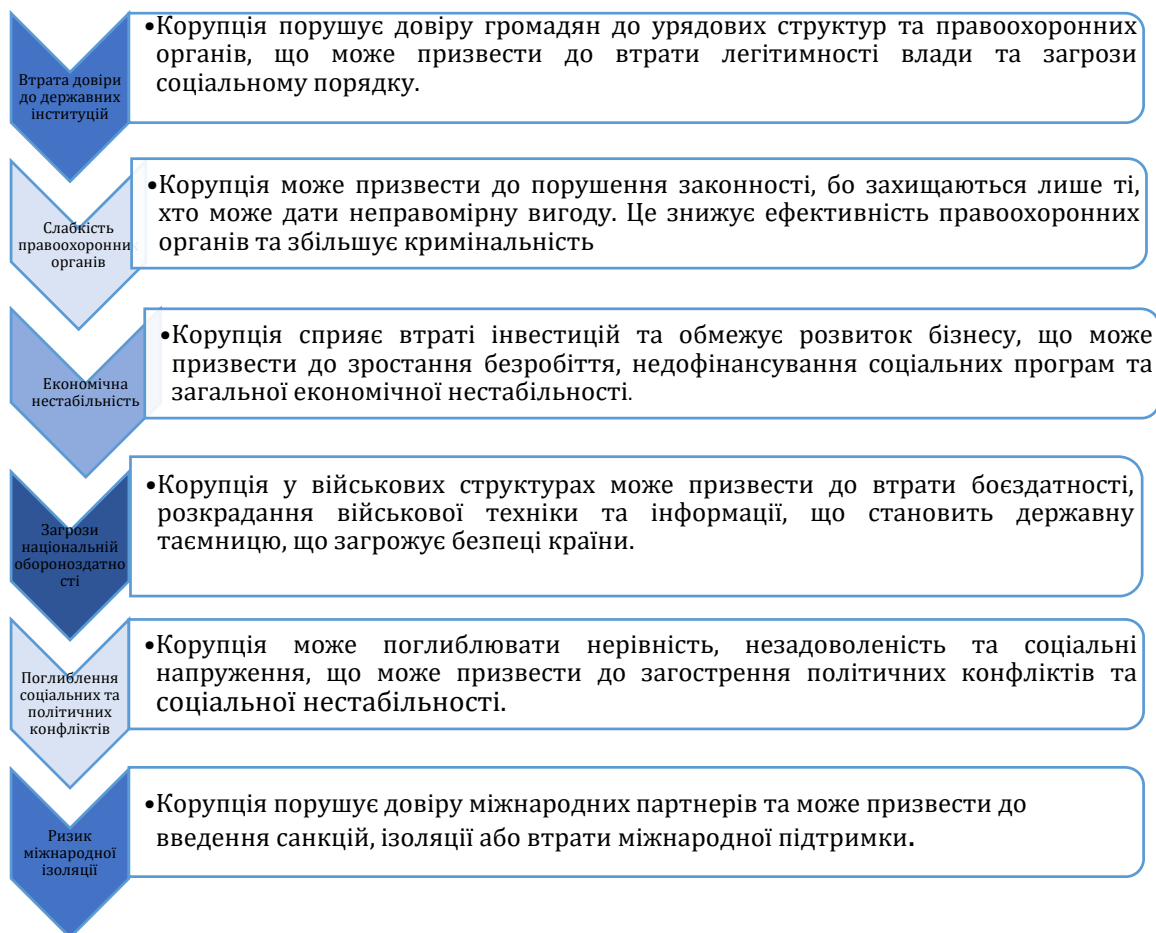 Втрата довіри
до державних
інституцій
•Корупція порушує довіру громадян до урядових структур та правоохоронних
органів, що може призвести до втрати легітимності влади та загрози
соціальному порядку.
Слабкість
правоохоронних
органів
•Корупція може призвести до порушення законності, бо захищаються лише ті,
хто може дати неправомірну вигоду. Це знижує ефективність правоохоронних
органів та збільшує кримінальність
Економічна
нестабільність
•Корупція сприяє втраті інвестицій та обмежує розвиток бізнесу, що може
призвести до зростання безробіття, недофінансування соціальних програм та
загальної економічної нестабільності.
Загрози
національній
обороноздатно
сті
•Корупція у військових структурах може призвести до втрати боєздатності,
розкрадання військової техніки та інформації, що становить державну
таємницю, що загрожує безпеці країни.
Поглиблення
соціальних та
політичних
конфліктів
•Корупція може поглиблювати нерівність, незадоволеність та соціальні
напруження, що може призвести до загострення політичних конфліктів та
соціальної нестабільності.
Ризик
міжнародної
ізоляції
•Корупція порушує довіру міжнародних партнерів та може призвести до
введення санкцій, ізоляції або втрати міжнародної підтримки.